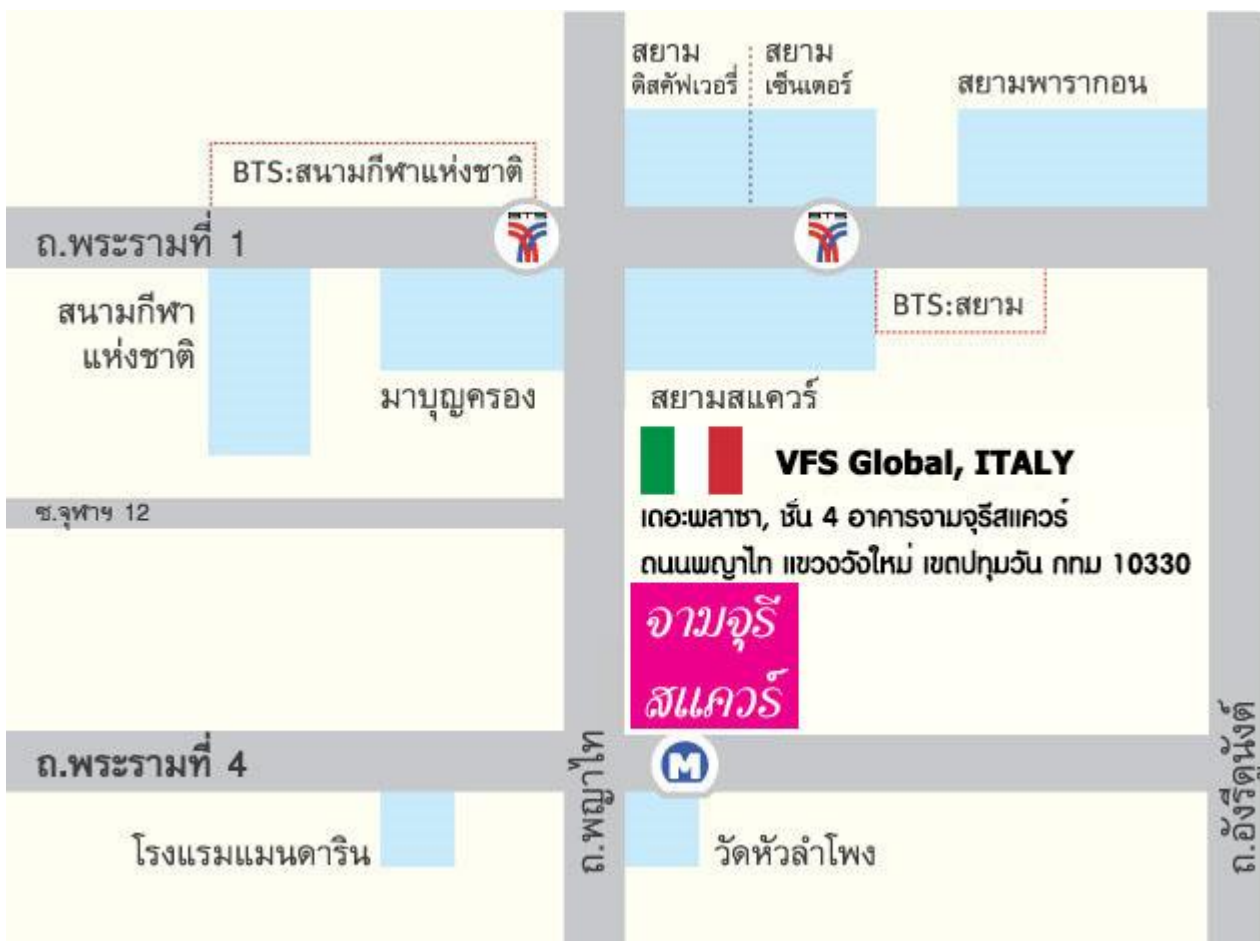 สยาม
ดิสคัฟเวอรี่
สยาม
เซ็นเตอร์
สยามพารากอน
BTS:สนามกีฬาแห่งชาติ
ถ.พระรามที่ 1
สนามกีฬา
แห่งชาติ
BTS:สยาม
มาบุญครอง
สยามสแควร์
VFS Global, ITALY
ซ.จุฬาฯ 12
เดอะพลาซา, ชั้น 4 อาคารจามจุรีสแควร์
ถนนพญาไท แขวงวังใหม่ เขตปทุมวัน กทม 10330
จามจุรี
สแควร์
ถ.พระรามที่ 4
M
ถ.พญาไท
ถ.อังรีดูนังต์
โรงแรมแมนดาริน
วัดหัวลำโพง